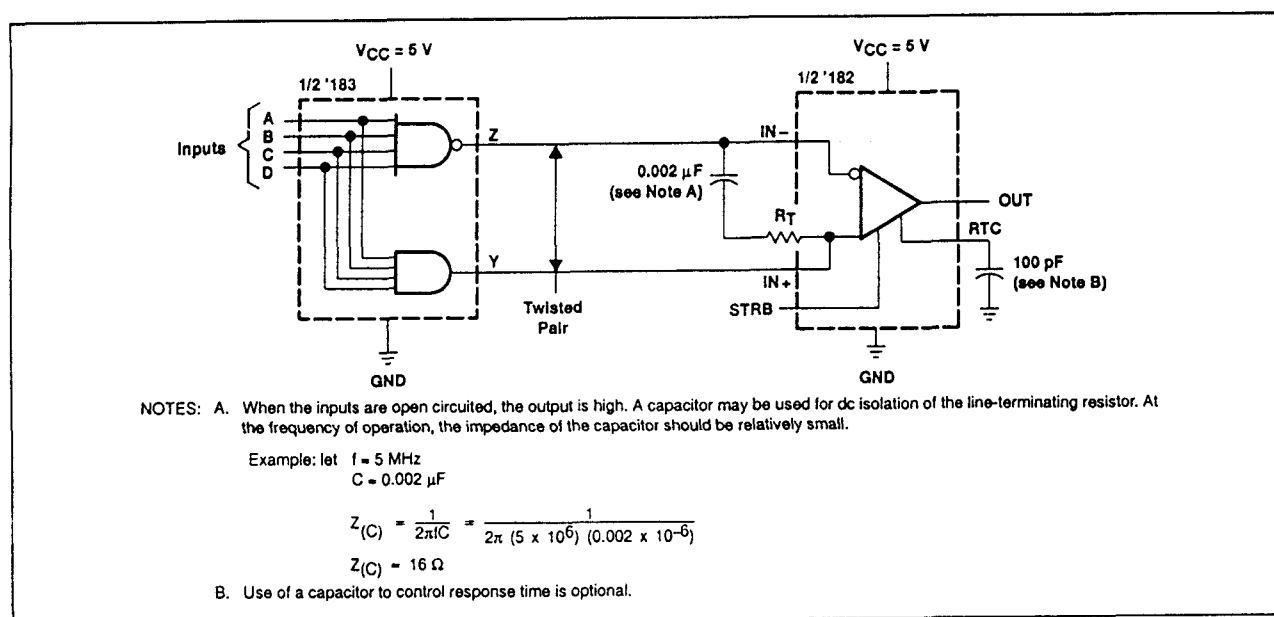 VCC = 5 V
VCC = 5 V
1/2 '183
1/2 '182
Inputs
A
B
C
D
Z
IN−
0.002 µF
(see Note A)
RT
OUT
RTC
100 pF
(see Note B)
Y
IN+
STRB
Twisted
Pair
GND
GND
NOTES: A. When the inputs are open circuited, the output is high. A capacitor may be used for dc isolation of the line-terminating resistor. At
the frequency of operation, the impedance of the capacitor should be relatively small.
Example: let f = 5 MHz
C = 0.002 µF
Z(C) = 1 / 2πfC = 1 / 2π (5 x 10^6) (0.002 x 10^−6)
Z(C) = 16 Ω
B. Use of a capacitor to control response time is optional.